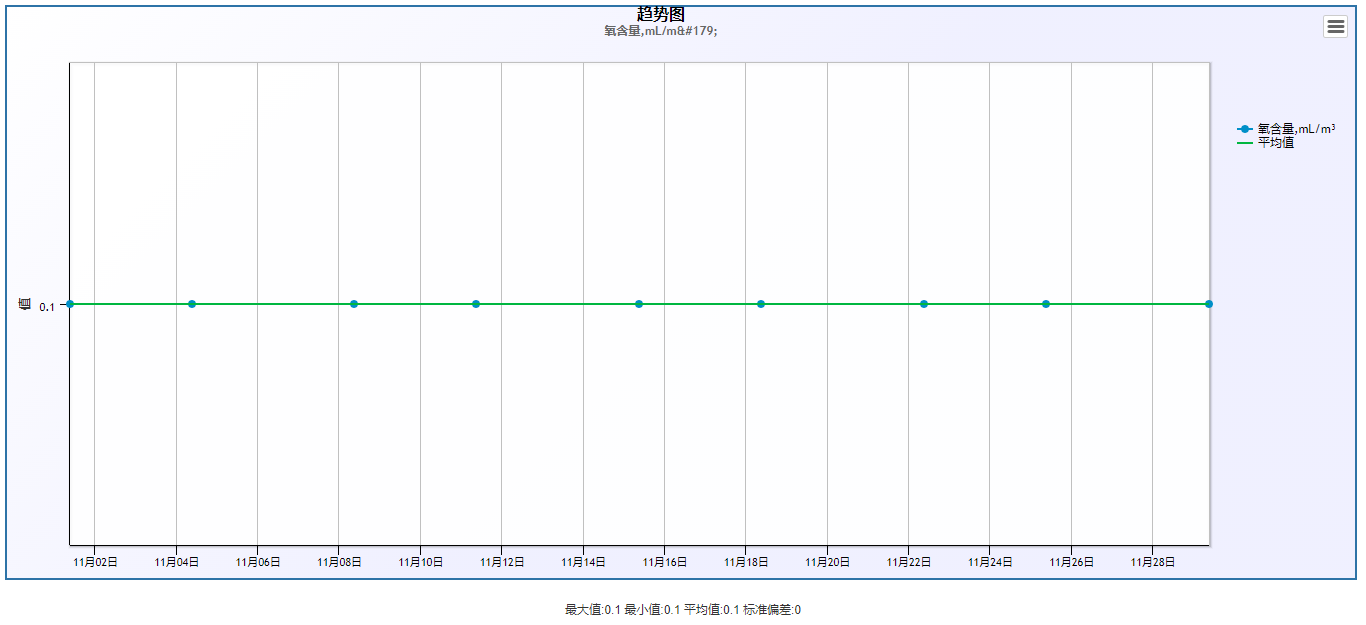 趋势图
氧含量,mL/m&#179;
氧含量,mL/m³
平均值
值
0.1
11月02日 11月04日 11月06日 11月08日 11月10日 11月12日 11月14日 11月16日 11月18日 11月20日 11月22日 11月24日 11月26日 11月28日
最大值:0.1 最小值:0.1 平均值:0.1 标准偏差:0